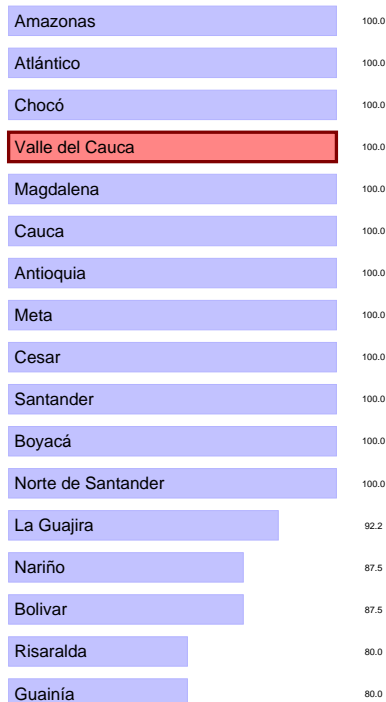 Amazonas 100.0
Atlántico 100.0
Chocó 100.0
Valle del Cauca 100.0
Magdalena 100.0
Cauca 100.0
Antioquia 100.0
Meta 100.0
Cesar 100.0
Santander 100.0
Boyacá 100.0
Norte de Santander 100.0
La Guajira 92.2
Nariño 87.5
Bolivar 87.5
Risaralda 80.0
Guainía 80.0